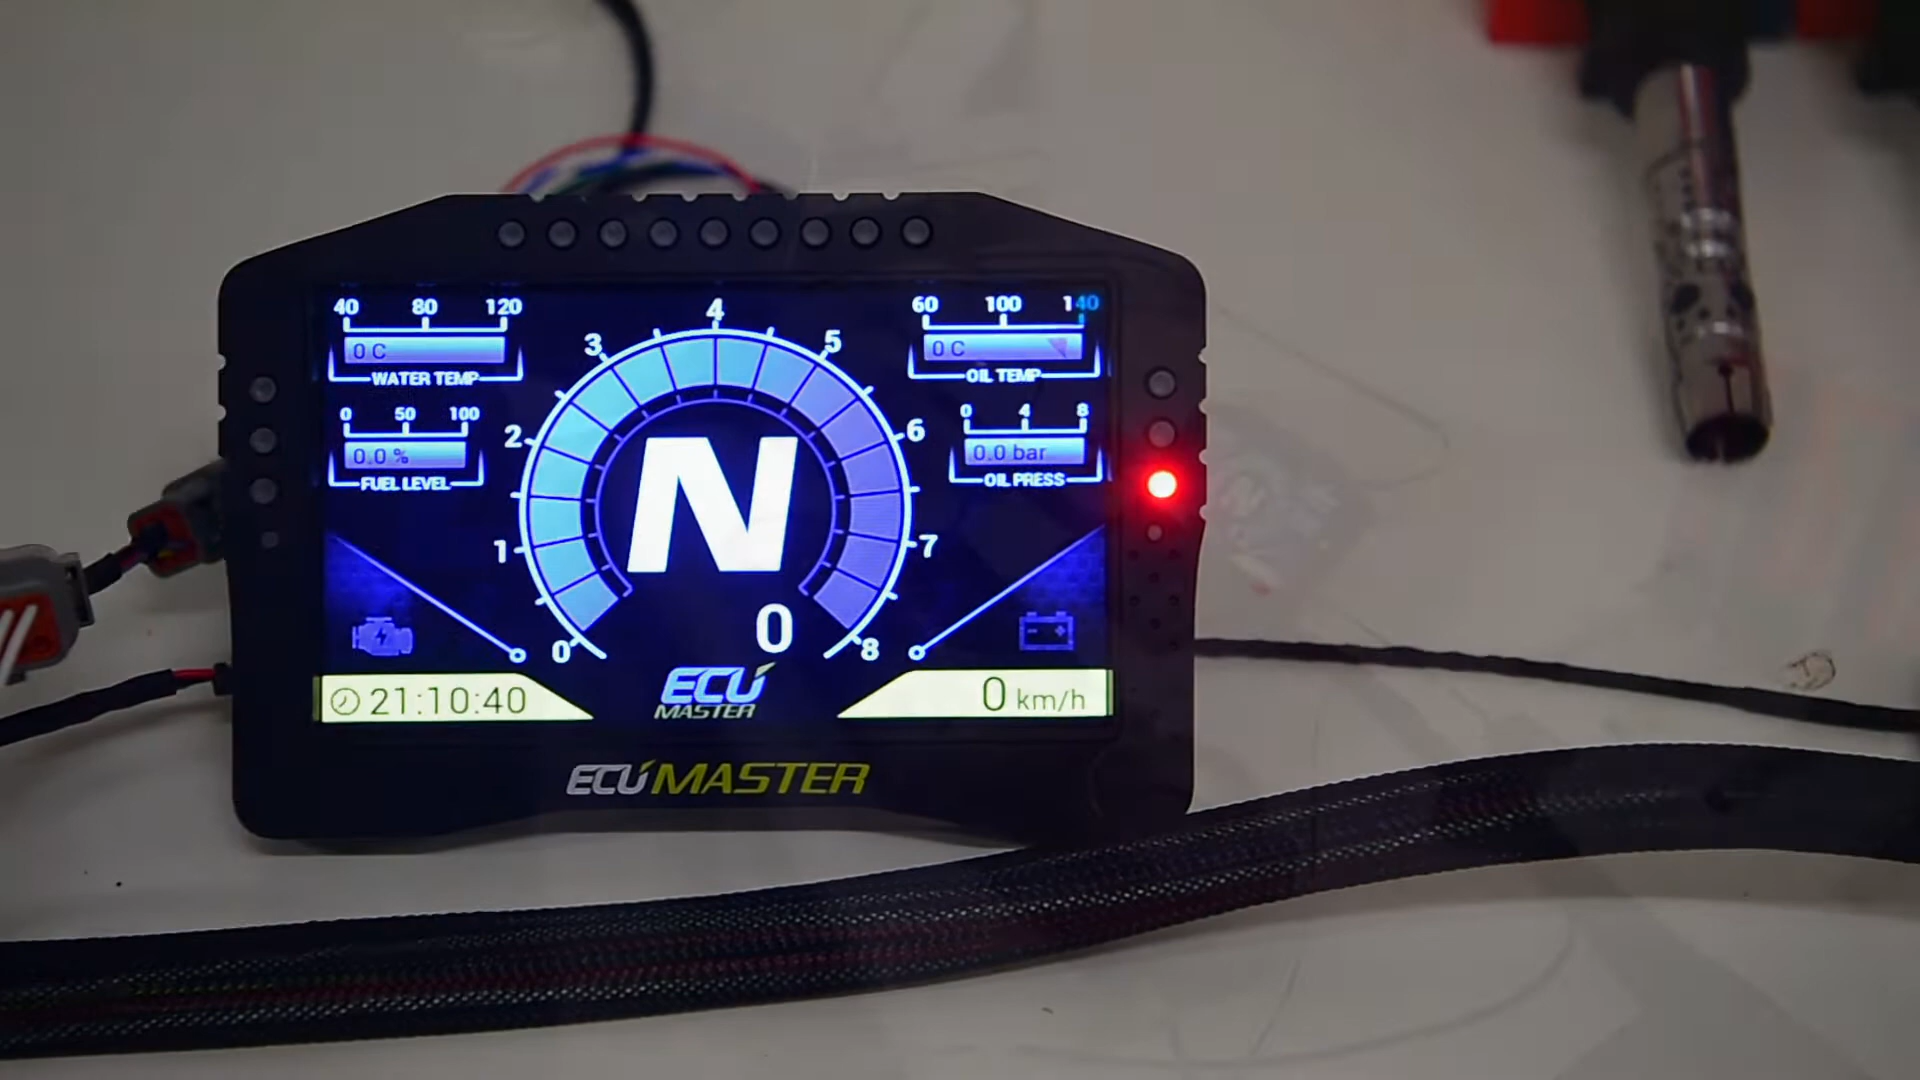 40 80 120
0 C
WATER TEMP
0 50 100
0.0 %
FUEL LEVEL
0 1 2 3 4 5 6 7 8
N
0
60 100 140
0 C
OIL TEMP
0 4 8
0.0 bar
OIL PRESS
21:10:40
ECU
MASTER
0 km/h
ECUMASTER